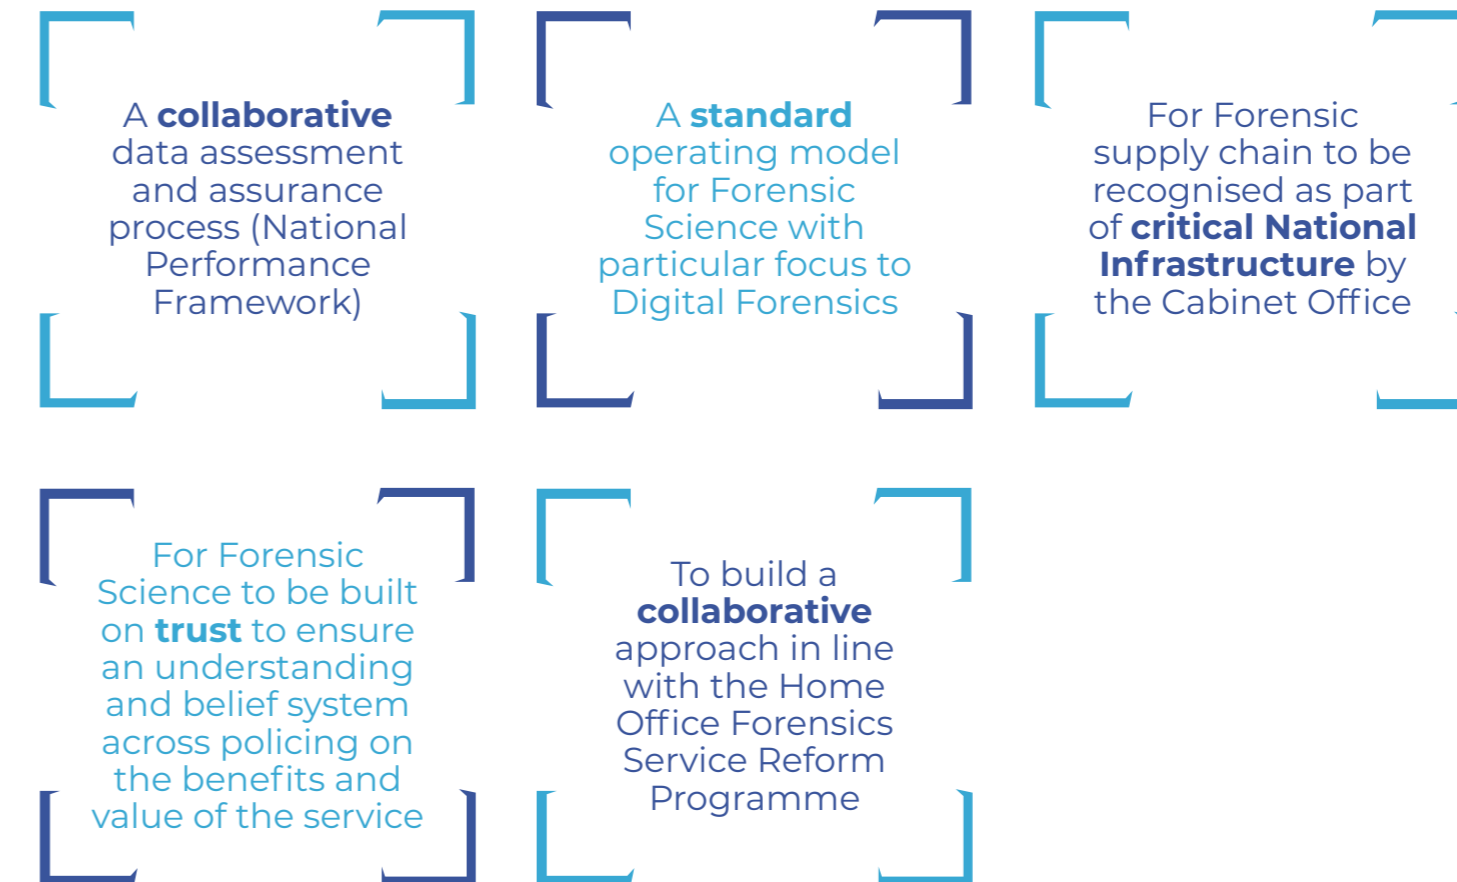 A collaborative
data assessment
and assurance
process (National
Performance
Framework)
A standard
operating model
for Forensic
Science with
particular focus to
Digital Forensics
For Forensic
supply chain to be
recognised as part
of critical National
Infrastructure by
the Cabinet Office
For Forensic
Science to be built
on trust to ensure
an understanding
and belief system
across policing on
the benefits and
value of the service
To build a
collaborative
approach in line
with the Home
Office Forensics
Service Reform
Programme